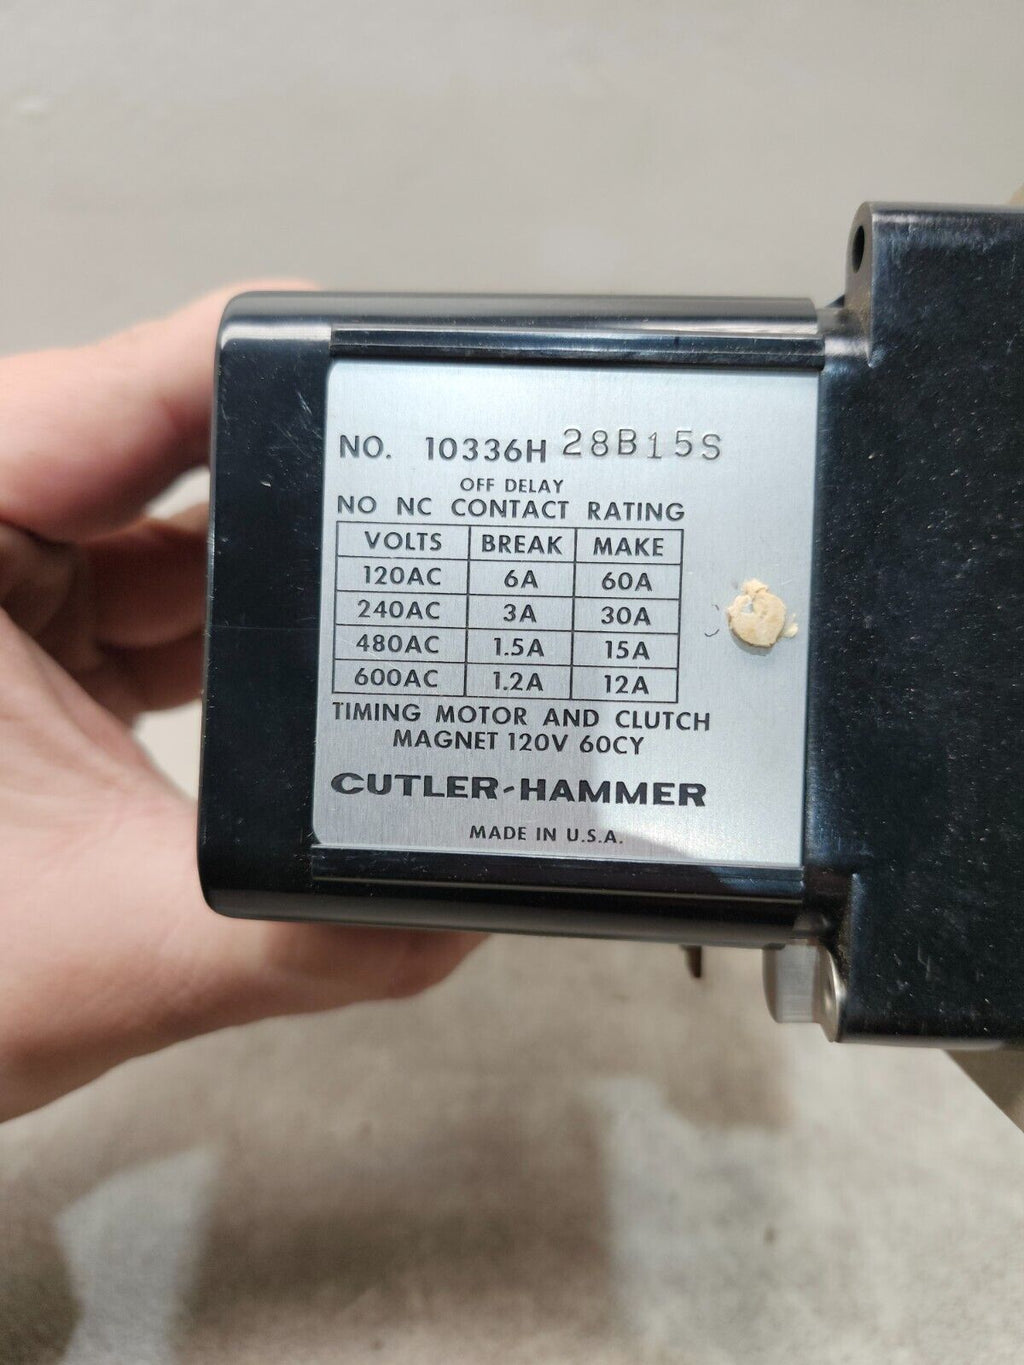 NO. 10336H 28B15S
OFF DELAY
NO NC CONTACT RATING
VOLTS BREAK MAKE
120AC 6A 60A
240AC 3A 30A
480AC 1.5A 15A
600AC 1.2A 12A
TIMING MOTOR AND CLUTCH
MAGNET 120V 60CY
CUTLER-HAMMER
MADE IN U.S.A.